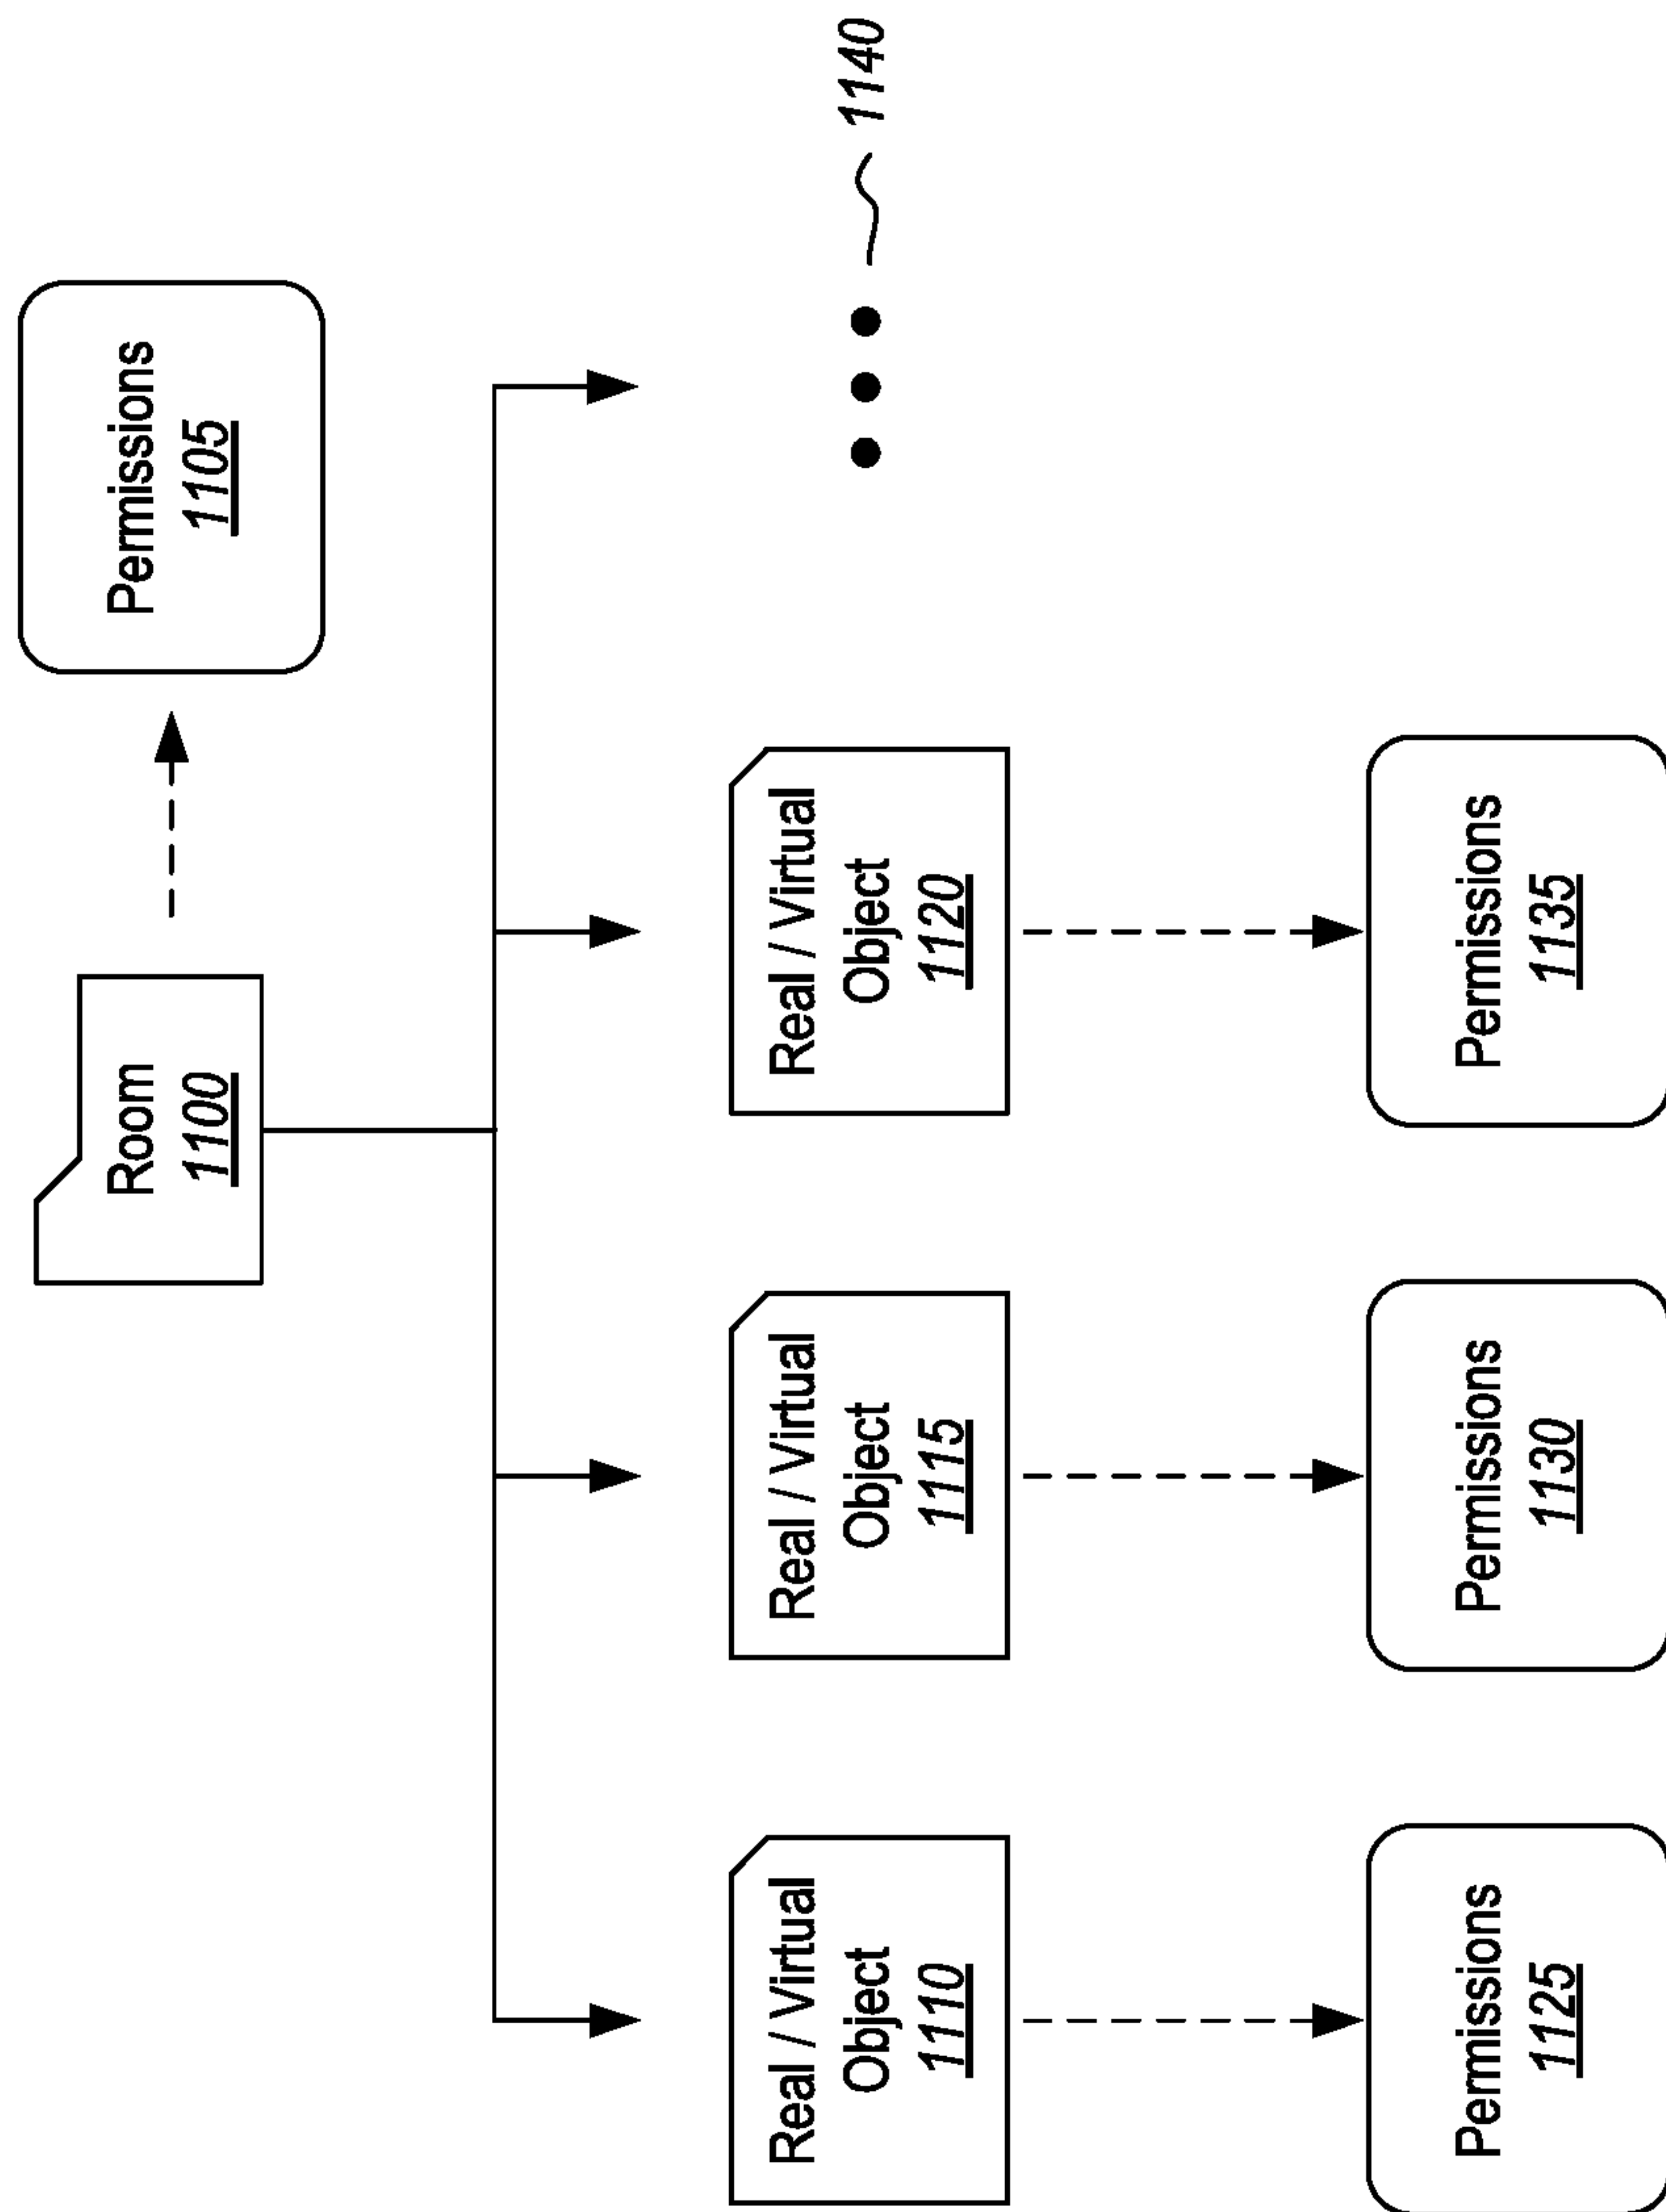 Room
1100
Permissions
1105
Real / Virtual
Object
1110
Real / Virtual
Object
1115
Real / Virtual
Object
1120
1140
Permissions
1125
Permissions
1130
Permissions
1135